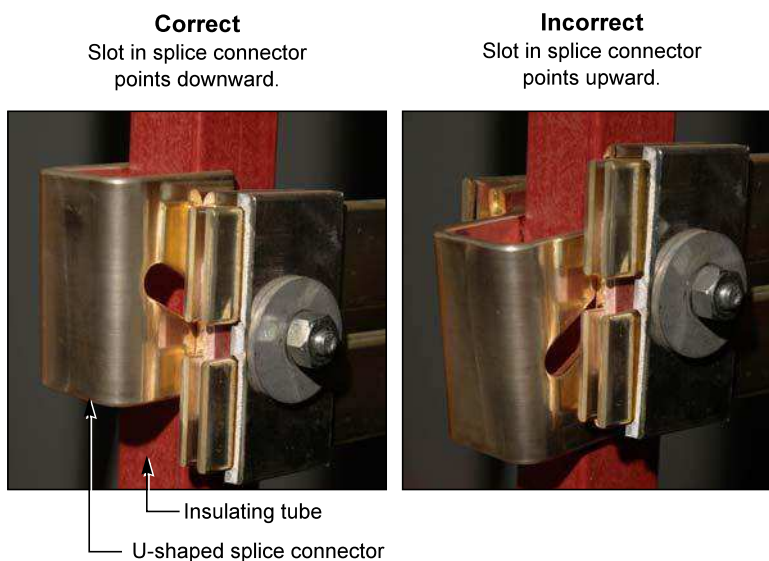 Correct
Slot in splice connector
points downward.
Incorrect
Slot in splice connector
points upward.
Insulating tube
U-shaped splice connector